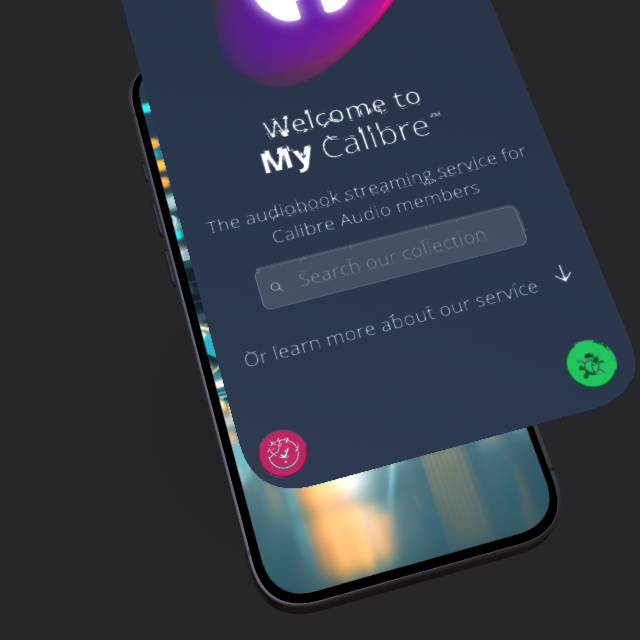 Welcome to
My Calibre™
The audiobook streaming service for
Calibre Audio members
Search our collection
Or learn more about our service